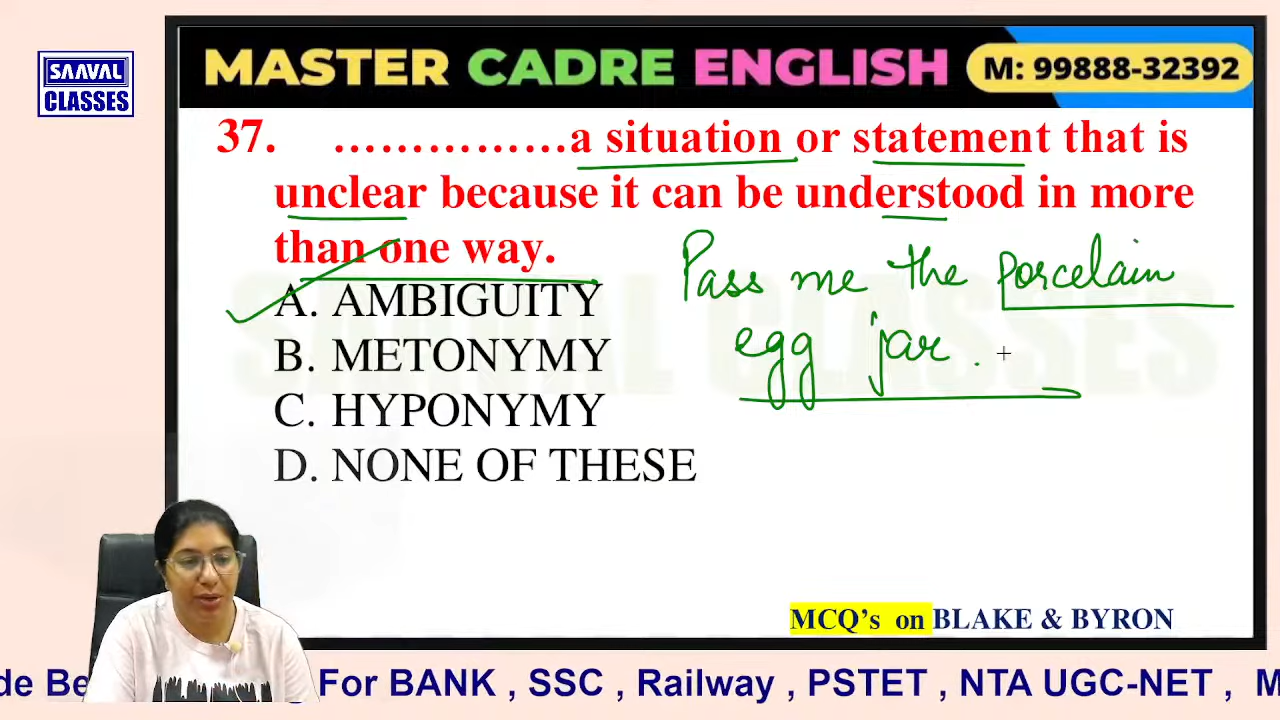 SAAVAL
CLASSES
MASTER CADRE ENGLISH
M: 99888-32392
37. ……………a situation or statement that is
unclear because it can be understood in more
than one way.
Pass me the porcelain
egg jar.
A. AMBIGUITY
B. METONYMY
C. HYPONYMY
D. NONE OF THESE
SAAVAL CLASSES
MCQ's on BLAKE & BYRON
de Be
For BANK , SSC , Railway , PSTET , NTA UGC-NET , M